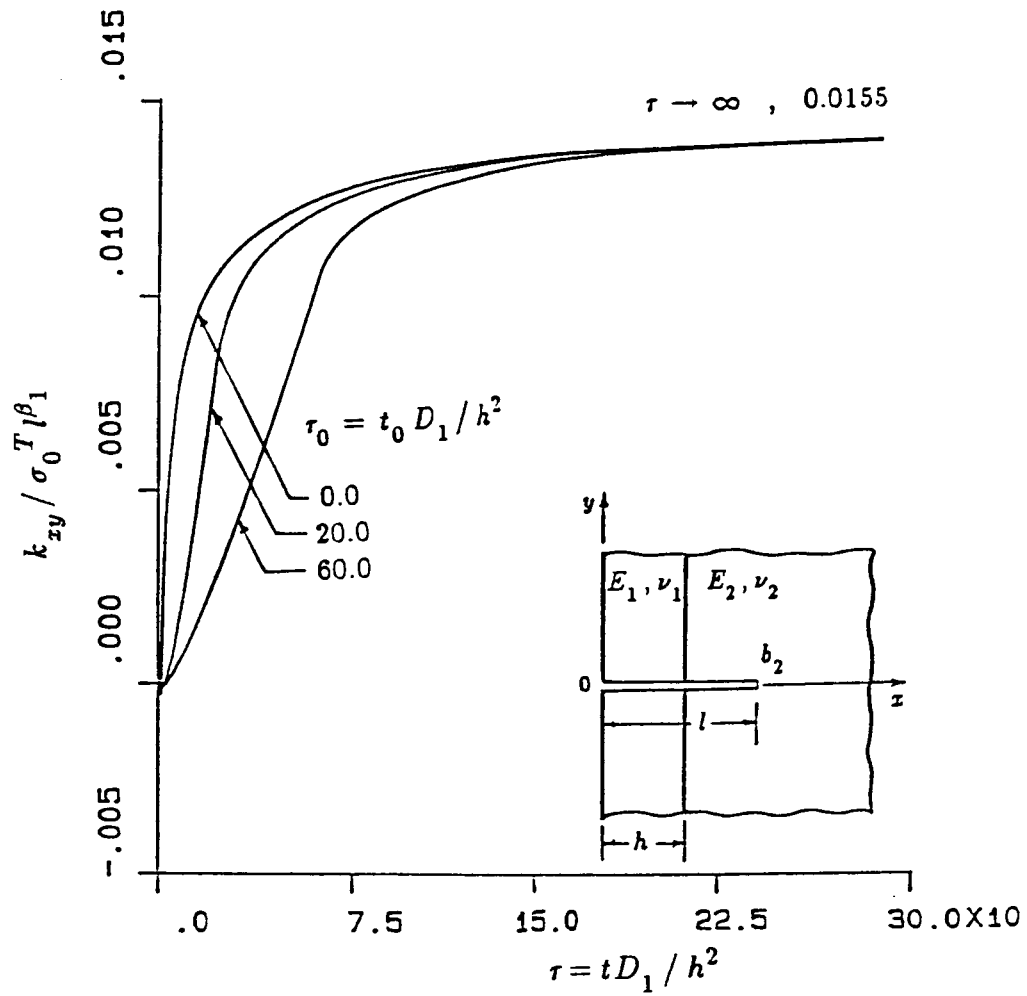 .015
τ → ∞ , 0.0155
.010
.005
.000
-.005
k_xy / σ_0^T l^β_1
τ_0 = t_0 D_1 / h^2
0.0
20.0
60.0
y
E_1, ν_1
E_2, ν_2
b_2
0
x
l
h
.0
7.5
15.0
22.5
30.0X10
τ = t D_1 / h^2